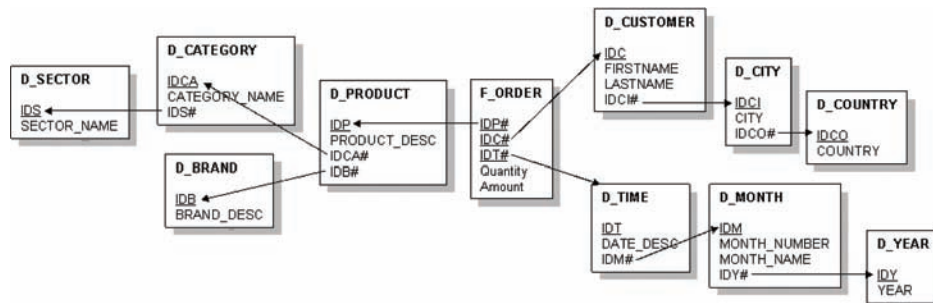 D_SECTOR
IDS
SECTOR_NAME
D_CATEGORY
IDCA
CATEGORY_NAME
IDS#
D_BRAND
IDB
BRAND_DESC
D_PRODUCT
IDP
PRODUCT_DESC
IDCA#
IDB#
F_ORDER
IDP#
IDC#
IDT#
Quantity
Amount
D_CUSTOMER
IDC
FIRSTNAME
LASTNAME
IDCI#
D_CITY
IDCI
CITY
IDCO#
D_COUNTRY
IDCO
COUNTRY
D_TIME
IDT
DATE_DESC
IDM#
D_MONTH
IDM
MONTH_NUMBER
MONTH_NAME
IDY#
D_YEAR
IDY
YEAR